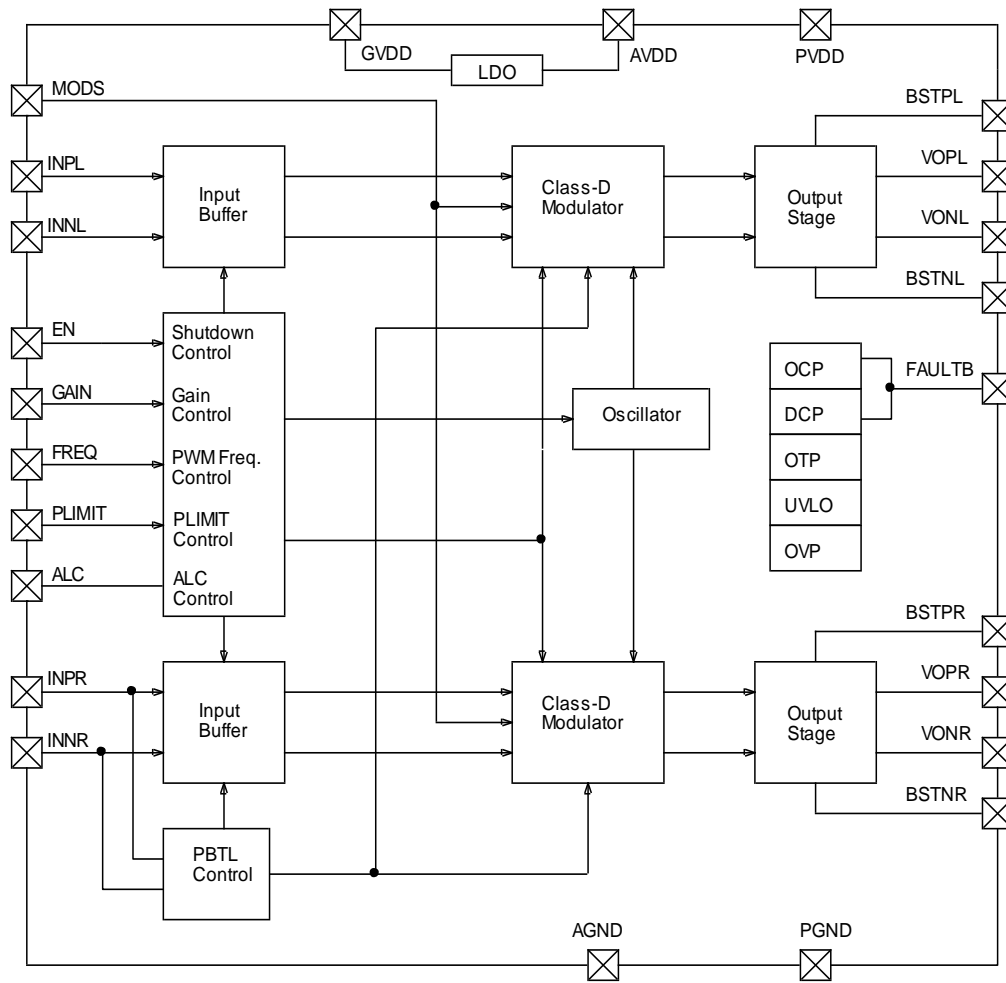 GVDD
LDO
AVDD
PVDD
MODS
BSTPL
INPL
Input
Buffer
Class-D
Modulator
Output
Stage
VOPL
INNL
VONL
BSTNL
EN
Shutdown
Control
GAIN
Gain
Control
FREQ
PWM Freq.
Control
PLIMIT
PLIMIT
Control
ALC
ALC
Control
Oscillator
OCP
DCP
OTP
UVLO
OVP
FAULTB
BSTPR
INPR
Input
Buffer
Class-D
Modulator
Output
Stage
VOPR
INNR
VONR
BSTNR
PBTL
Control
AGND
PGND